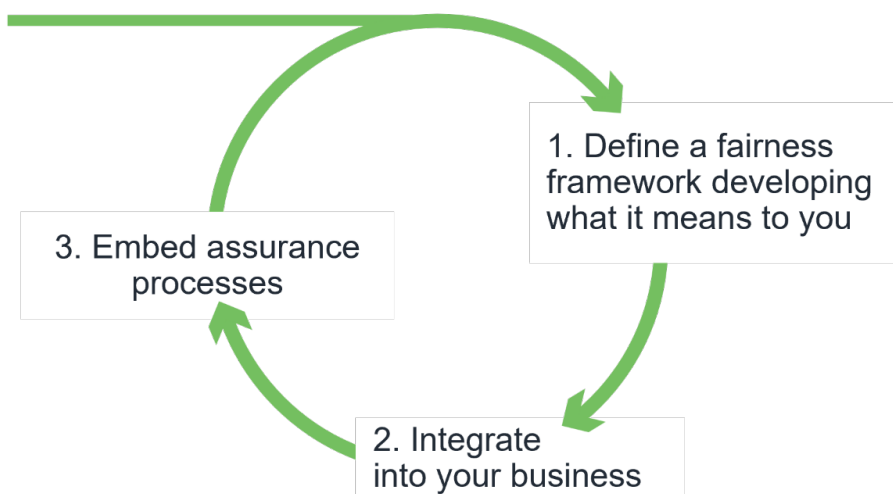 1. Define a fairness
framework developing
what it means to you
3. Embed assurance
processes
2. Integrate
into your business